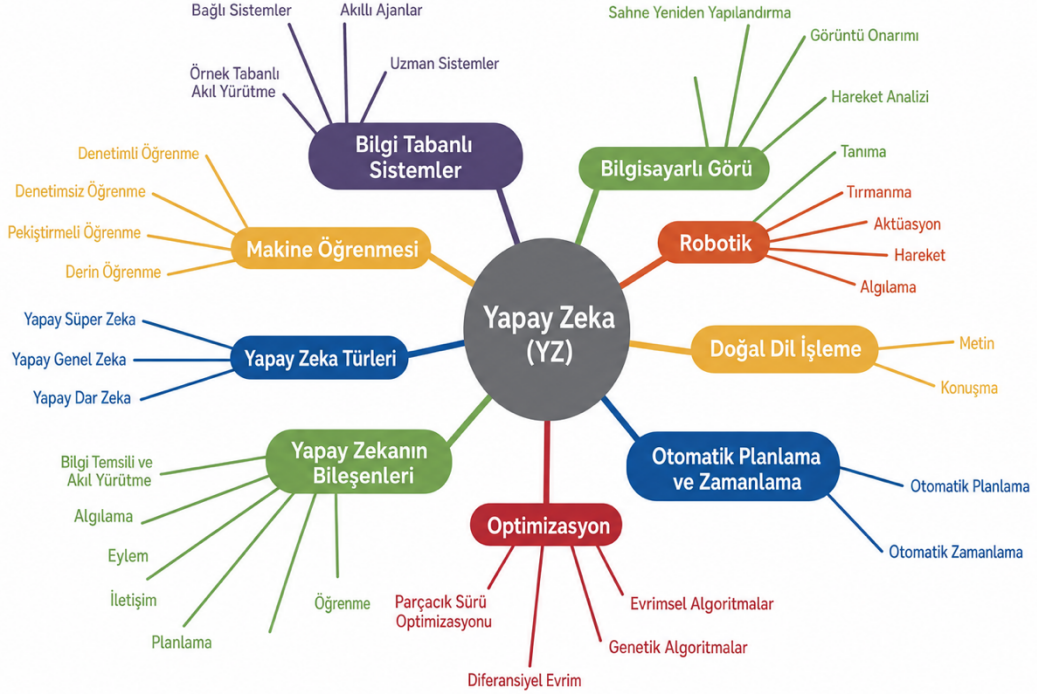 Bağlı Sistemler
Akıllı Ajanlar
Örnek Tabanlı
Akıl Yürütme
Uzman Sistemler
Bilgi Tabanlı
Sistemler
Sahne Yeniden Yapılandırma
Görüntü Onarımı
Hareket Analizi
Tanıma
Bilgisayarlı Görü
Denetimli Öğrenme
Denetimsiz Öğrenme
Pekiştirmeli Öğrenme
Derin Öğrenme
Makine Öğrenmesi
Robotik
Tırmanma
Aktüasyon
Hareket
Algılama
Yapay Zeka
(YZ)
Yapay Süper Zeka
Yapay Genel Zeka
Yapay Dar Zeka
Yapay Zeka Türleri
Doğal Dil İşleme
Metin
Konuşma
Yapay Zekanın
Bileşenleri
Bilgi Temsili ve
Akıl Yürütme
Algılama
Eylem
İletişim
Planlama
Öğrenme
Optimizasyon
Parçacık Sürü
Optimizasyonu
Diferansiyel Evrim
Genetik Algoritmalar
Evrimsel Algoritmalar
Otomatik Planlama
ve Zamanlama
Otomatik Planlama
Otomatik Zamanlama